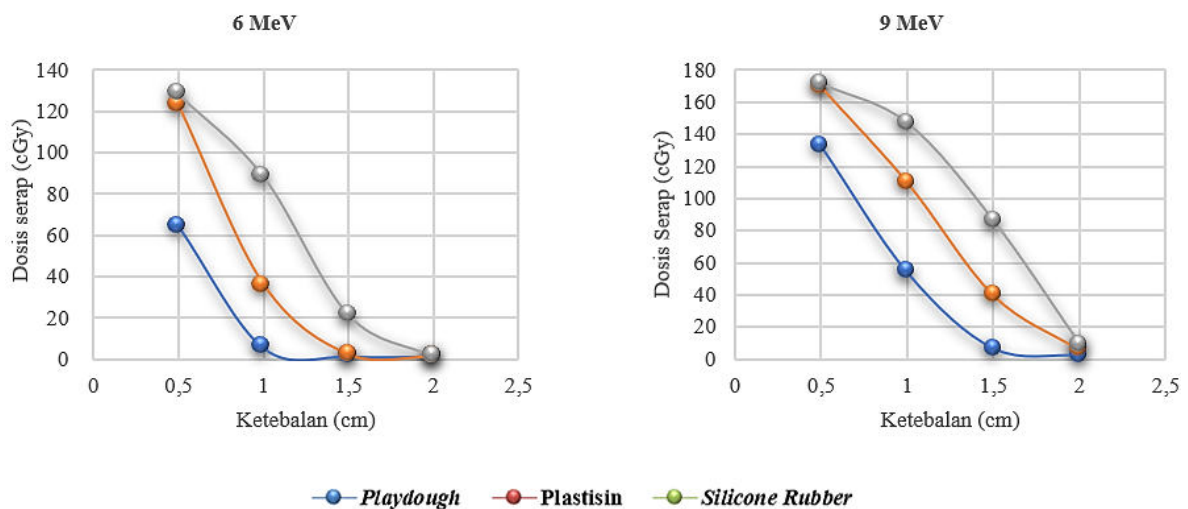 6 MeV
140
120
100
80
60
40
20
0
0 0,5 1 1,5 2 2,5
Dosis serap (cGy)
Ketebalan (cm)
9 MeV
180
160
140
120
100
80
60
40
20
0
0 0,5 1 1,5 2 2,5
Dosis Serap (cGy)
Ketebalan (cm)
Playdough Plastisin Silicone Rubber